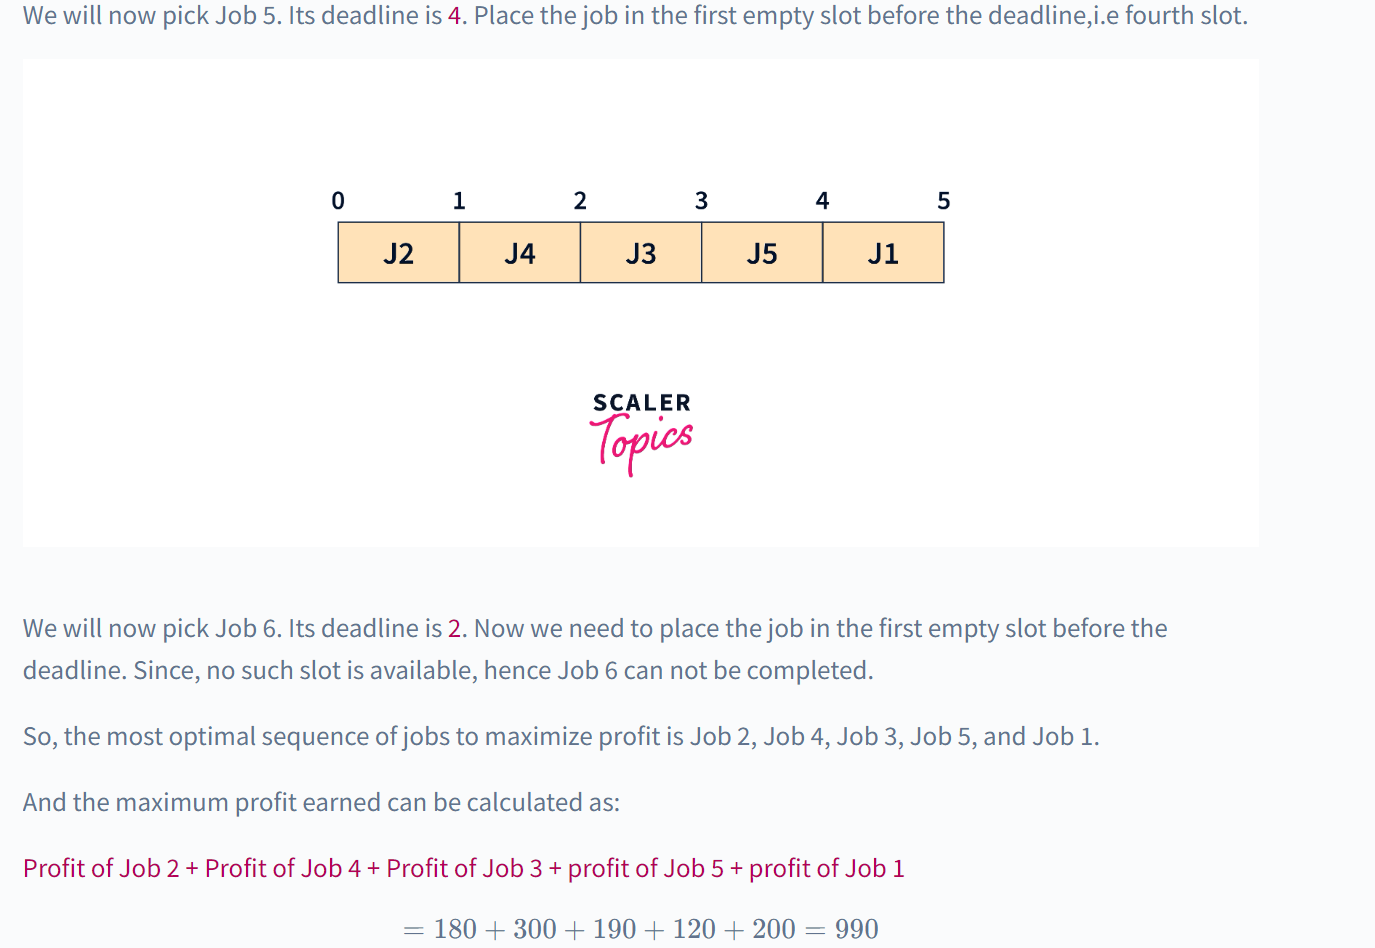 We will now pick Job 5. Its deadline is 4. Place the job in the first empty slot before the deadline,i.e fourth slot.
0 1 2 3 4 5
J2 J4 J3 J5 J1
SCALER
Topics
We will now pick Job 6. Its deadline is 2. Now we need to place the job in the first empty slot before the
deadline. Since, no such slot is available, hence Job 6 can not be completed.
So, the most optimal sequence of jobs to maximize profit is Job 2, Job 4, Job 3, Job 5, and Job 1.
And the maximum profit earned can be calculated as:
Profit of Job 2 + Profit of Job 4 + Profit of Job 3 + profit of Job 5 + profit of Job 1
= 180 + 300 + 190 + 120 + 200 = 990